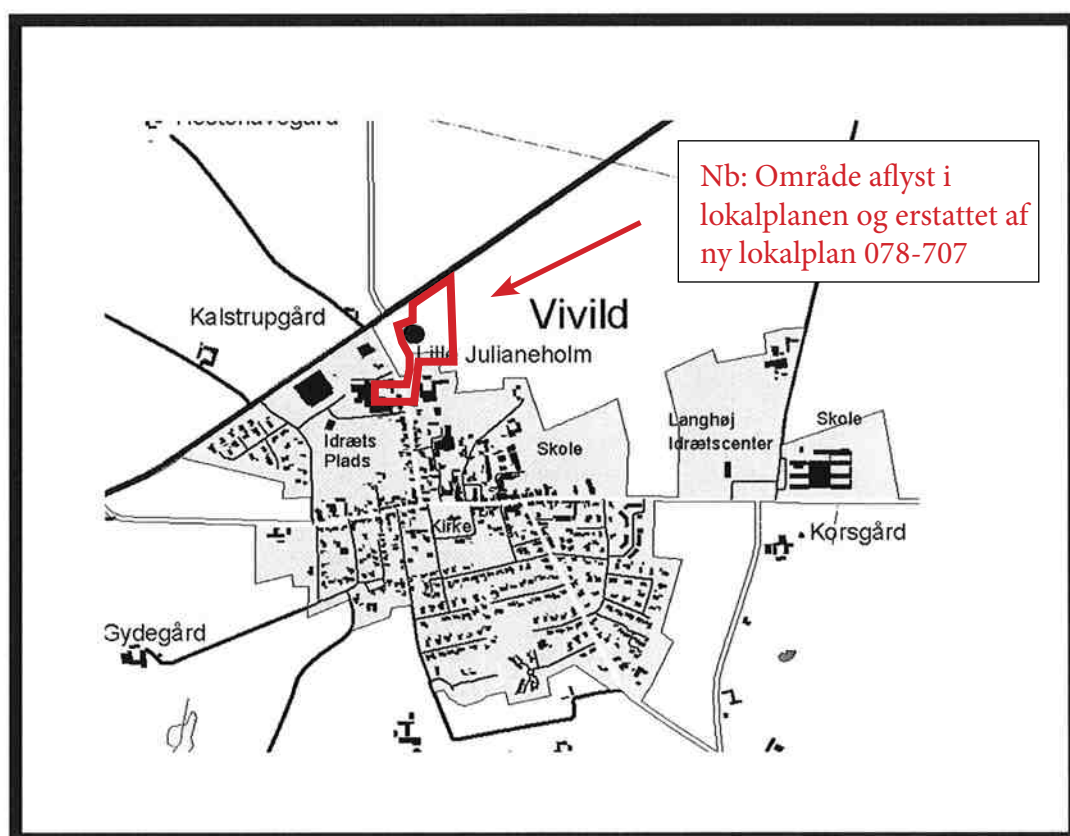 Nb: Område aflyst i
lokalplanen og erstattet af
ny lokalplan 078-707
Vivild
Kalstrupgård
Lille Julianeholm
Idræts
Plads
Skole
Langhøj
Idrætscenter
Skole
Kirke
Korsgård
Gydegård